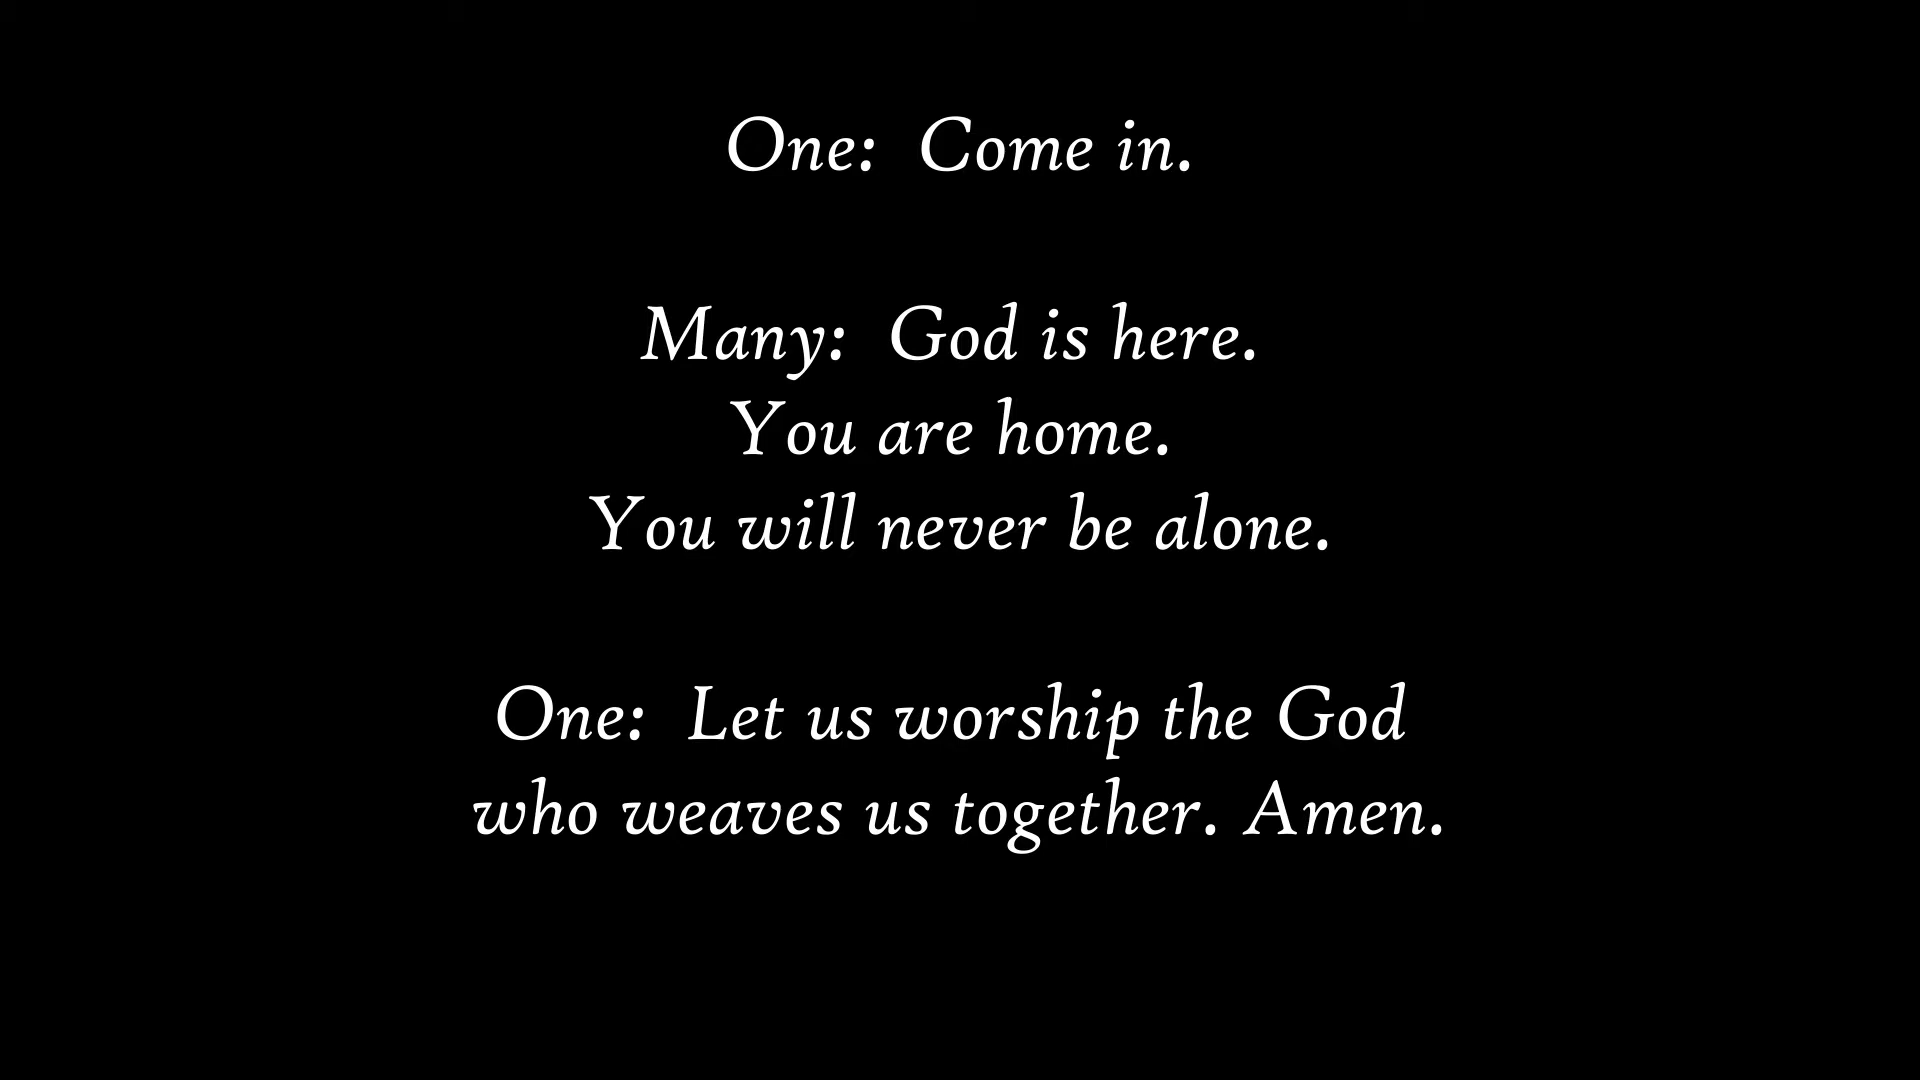 One:  Come in.
Many:  God is here.
You are home.
You will never be alone.
One:  Let us worship the God
who weaves us together. Amen.